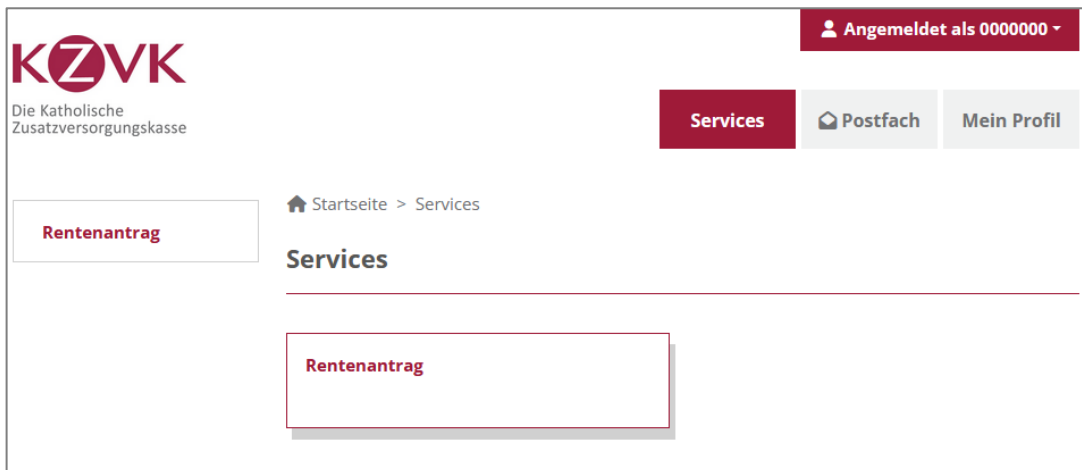 Angemeldet als 0000000
KZVK
Die Katholische
Zusatzversorgungskasse
Services
Postfach
Mein Profil
Startseite > Services
Rentenantrag
Services
Rentenantrag